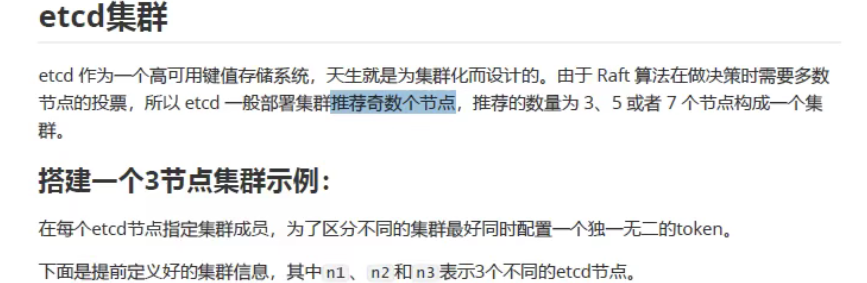 etcd集群
etcd 作为一个高可用键值存储系统，天生就是为集群化而设计的。由于 Raft 算法在做决策时需要多数
节点的投票，所以 etcd 一般部署集群推荐奇数个节点，推荐的数量为 3、5 或者 7 个节点构成一个集
群。
搭建一个3节点集群示例：
在每个etcd节点指定集群成员，为了区分不同的集群最好同时配置一个独一无二的token。
下面是提前定义好的集群信息，其中n1、n2和n3表示3个不同的etcd节点。